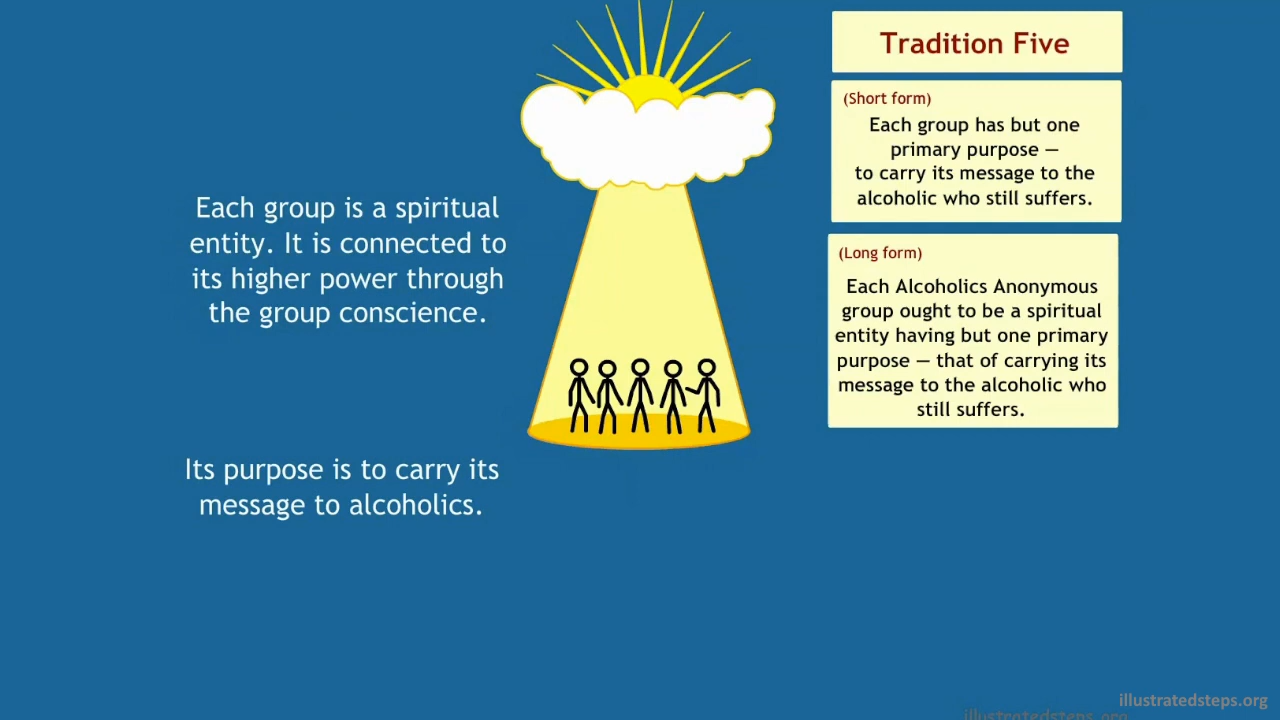 Tradition Five
(Short form)
Each group has but one
primary purpose —
to carry its message to the
alcoholic who still suffers.
Each group is a spiritual
entity. It is connected to
its higher power through
the group conscience.
(Long form)
Each Alcoholics Anonymous
group ought to be a spiritual
entity having but one primary
purpose — that of carrying its
message to the alcoholic who
still suffers.
Its purpose is to carry its
message to alcoholics.
illustratedsteps.org
illustratedsteps.org